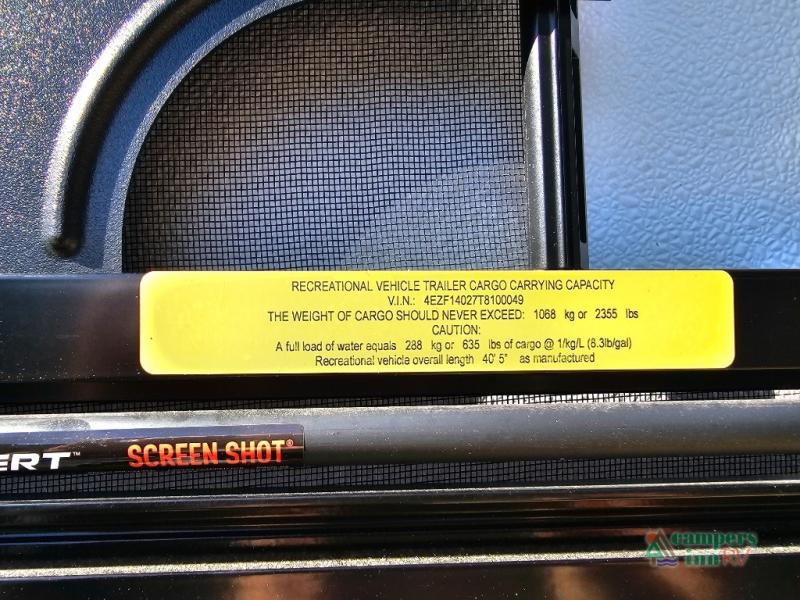 RECREATIONAL VEHICLE TRAILER CARGO CARRYING CAPACITY
V.I.N.: 4EZF14027T8100049
THE WEIGHT OF CARGO SHOULD NEVER EXCEED: 1068 kg or 2355 lbs
CAUTION:
A full load of water equals 288 kg or 635 lbs of cargo @ 1/kg/L (8.3lb/gal)
Recreational vehicle overall length 40' 5" as manufactured
ERT™ SCREEN SHOT®
campers
inn RV